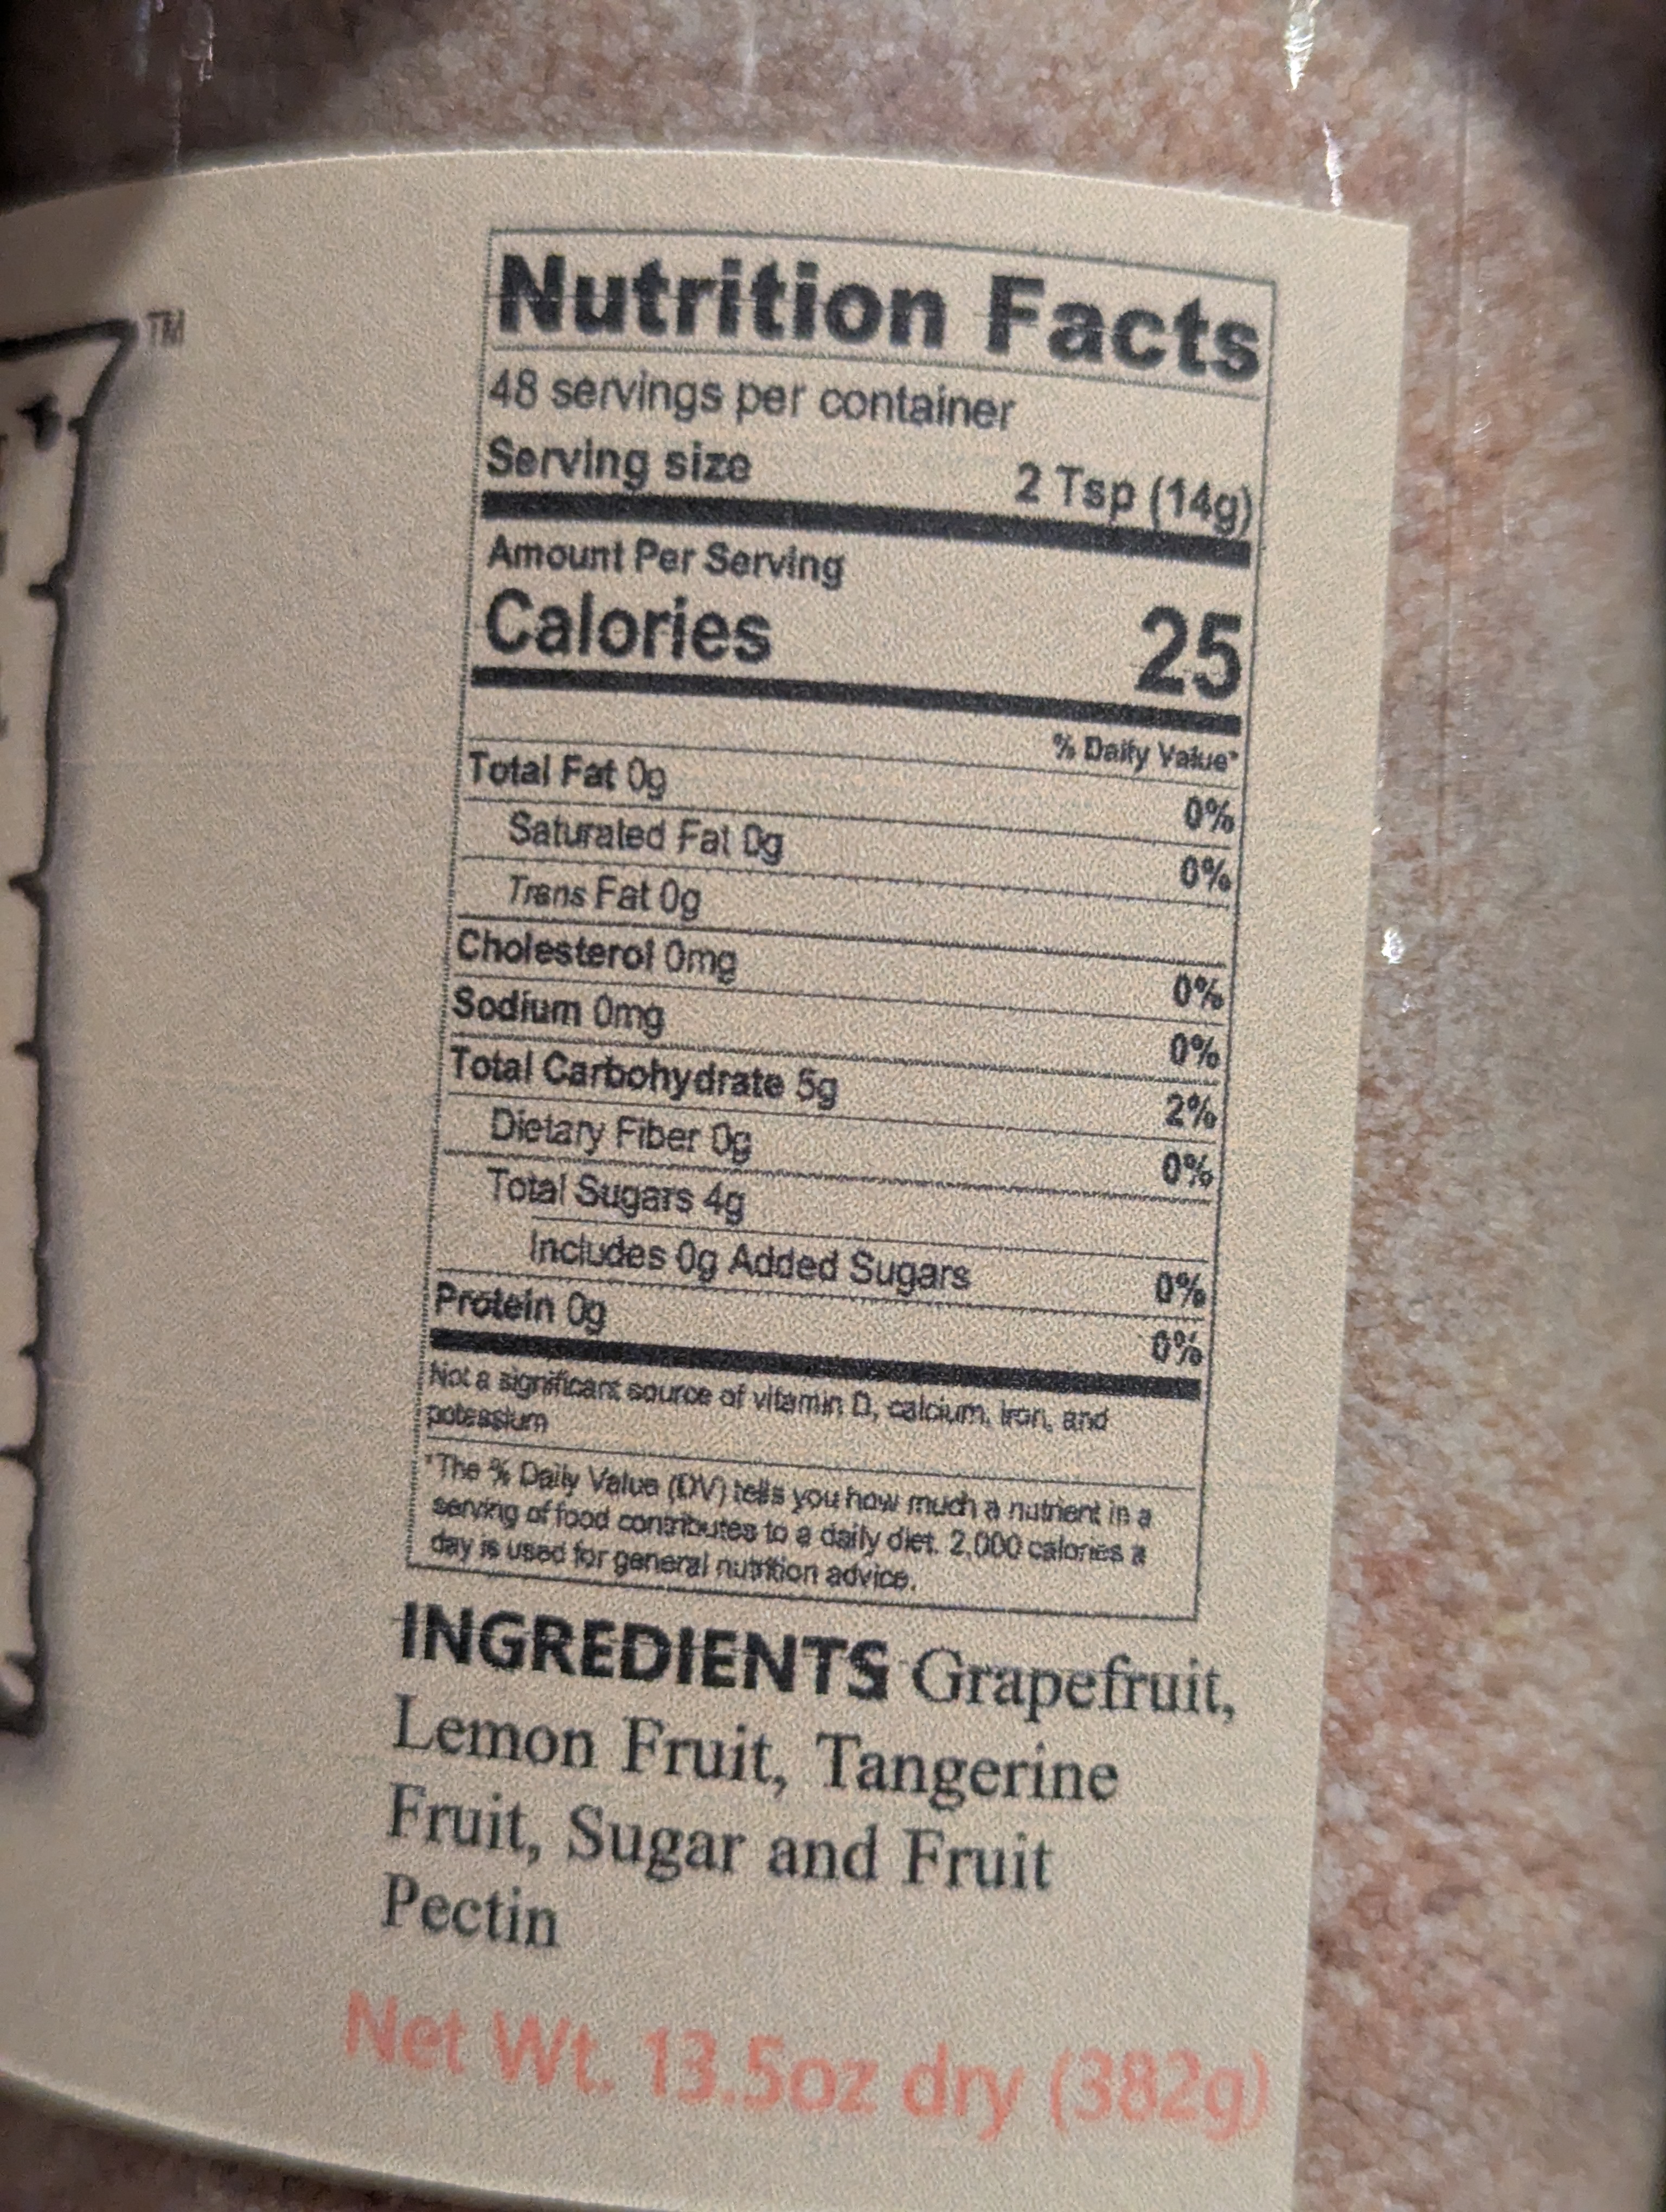 TM
Nutrition Facts
48 servings per container
Serving size 2 Tsp (14g)
Amount Per Serving
Calories 25
% Daily Value*
Total Fat 0g 0%
Saturated Fat 0g 0%
Trans Fat 0g
Cholesterol 0mg 0%
Sodium 0mg 0%
Total Carbohydrate 5g 2%
Dietary Fiber 0g 0%
Total Sugars 4g
Includes 0g Added Sugars 0%
Protein 0g 0%
Not a significant source of vitamin D, calcium, iron, and
potassium
*The % Daily Value (DV) tells you how much a nutrient in a
serving of food contributes to a daily diet. 2,000 calories a
day is used for general nutrition advice.
INGREDIENTS Grapefruit,
Lemon Fruit, Tangerine
Fruit, Sugar and Fruit
Pectin
Net Wt. 13.5oz dry (382g)